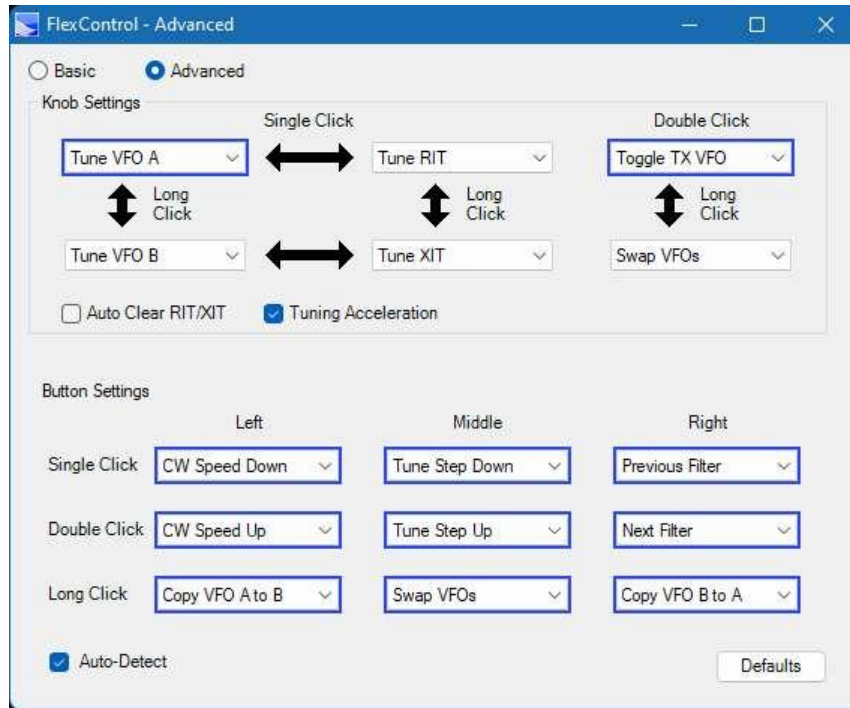 FlexControl - Advanced
Basic Advanced
Knob Settings
Single Click Double Click
Tune VFO A Tune RIT Toggle TX VFO
Long Click Long Click Long Click
Tune VFO B Tune XIT Swap VFOs
Auto Clear RIT/XIT Tuning Acceleration
Button Settings
Left Middle Right
Single Click CW Speed Down Tune Step Down Previous Filter
Double Click CW Speed Up Tune Step Up Next Filter
Long Click Copy VFO A to B Swap VFOs Copy VFO B to A
Auto-Detect Defaults